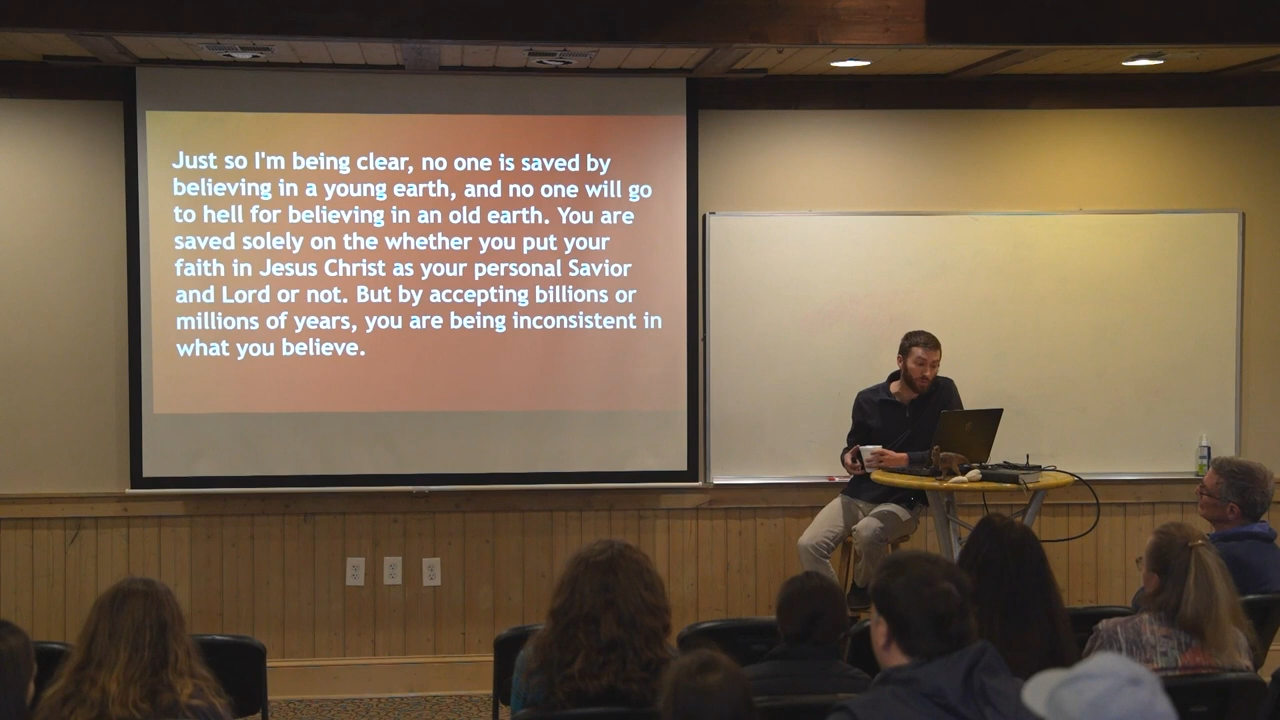 Just so I'm being clear, no one is saved by
believing in a young earth, and no one will go
to hell for believing in an old earth. You are
saved solely on the whether you put your
faith in Jesus Christ as your personal Savior
and Lord or not. But by accepting billions or
millions of years, you are being inconsistent in
what you believe.